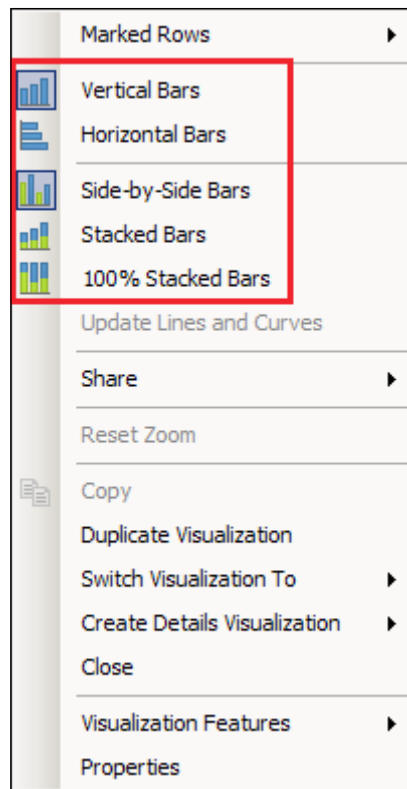 Marked Rows
Vertical Bars
Horizontal Bars
Side-by-Side Bars
Stacked Bars
100% Stacked Bars
Update Lines and Curves
Share
Reset Zoom
Copy
Duplicate Visualization
Switch Visualization To
Create Details Visualization
Close
Visualization Features
Properties